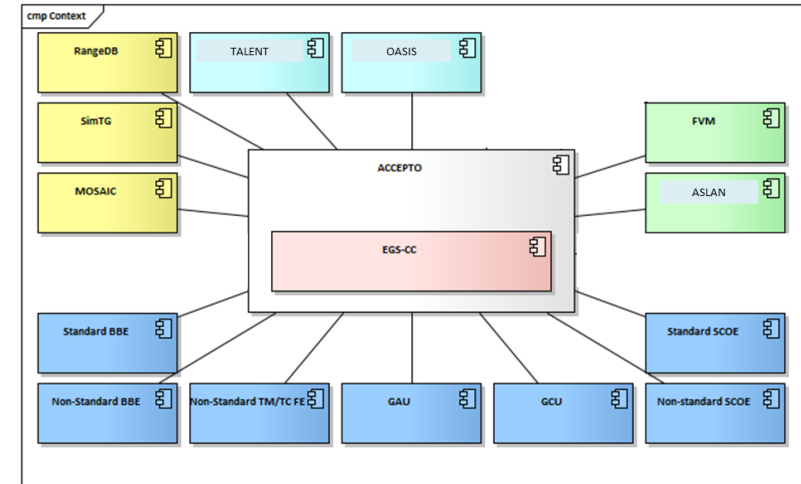 cmp Context
RangeDB
TALENT
OASIS
SimTG
FVM
ACCEPTO
MOSAIC
ASLAN
EGS-CC
Standard BBE
Standard SCOE
Non-Standard BBE
Non-Standard TM/TC FE
GAU
GCU
Non-standard SCOE